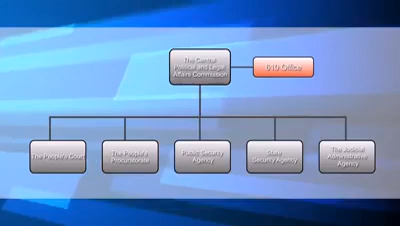 The Central
Political and Legal
Affairs Commission
610 Office
The People's Court
The People's
Procuratorate
Public Security
Agency
State
Security Agency
The Judicial
Administrative
Agency